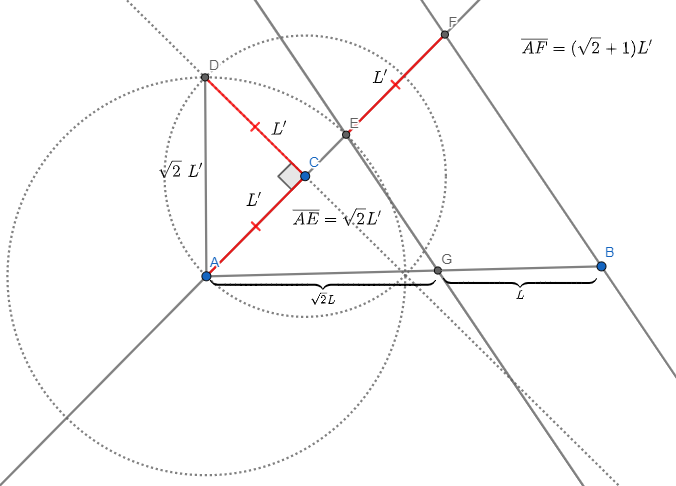 F
AF = (√2 + 1)L′
D
L′
L′
E
C
√2 L′
L′
AE = √2L′
A
G
B
√2L
L